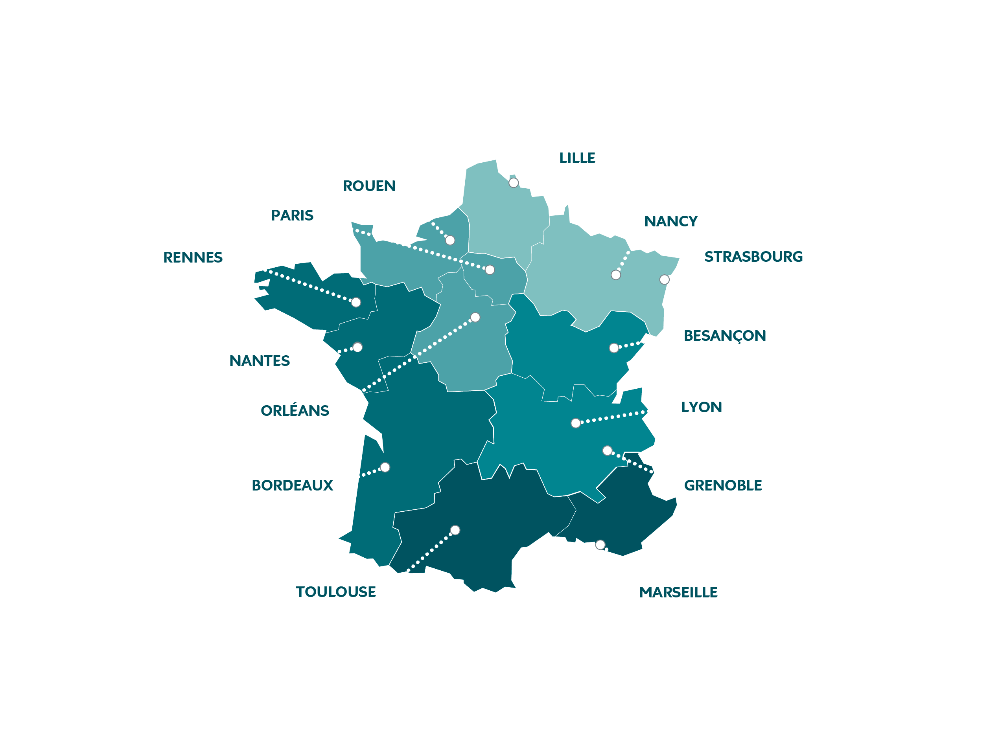 LILLE
ROUEN
PARIS
NANCY
STRASBOURG
RENNES
BESANÇON
NANTES
LYON
ORLÉANS
BORDEAUX
GRENOBLE
TOULOUSE
MARSEILLE